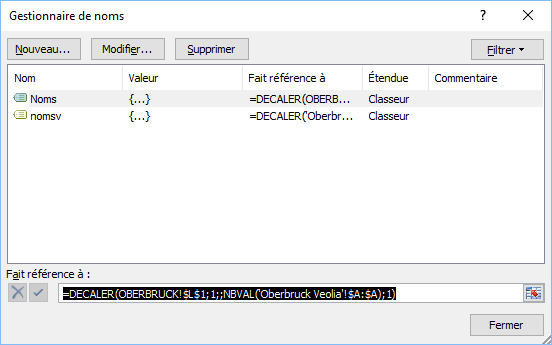 Gestionnaire de noms
? ×
Nouveau... Modifier... Supprimer Filtrer
Nom Valeur Fait référence à Étendue Commentaire
Noms {...} =DECALER(OBERB... Classeur
nomsv {...} =DECALER('Oberbr... Classeur
Fait référence à :
=DECALER(OBERBRUCK!$L$1;1;;NBVAL('Oberbruck Veolia'!$A:$A);1)
Fermer